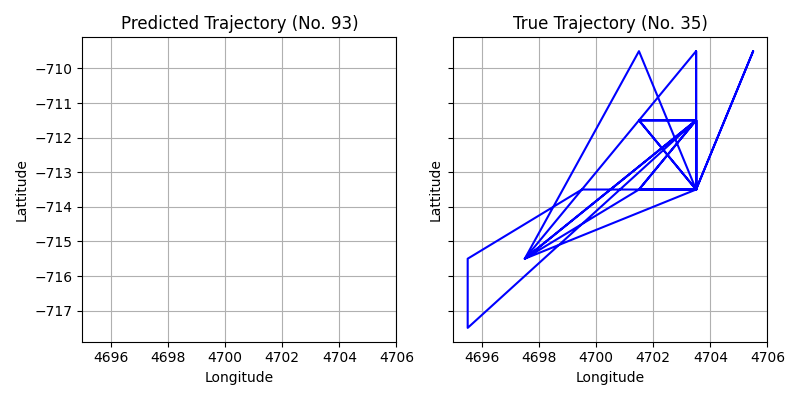 Predicted Trajectory (No. 93)
Lattitude
−710
−711
−712
−713
−714
−715
−716
−717
4696 4698 4700 4702 4704 4706
Longitude
True Trajectory (No. 35)
Lattitude
4696 4698 4700 4702 4704 4706
Longitude